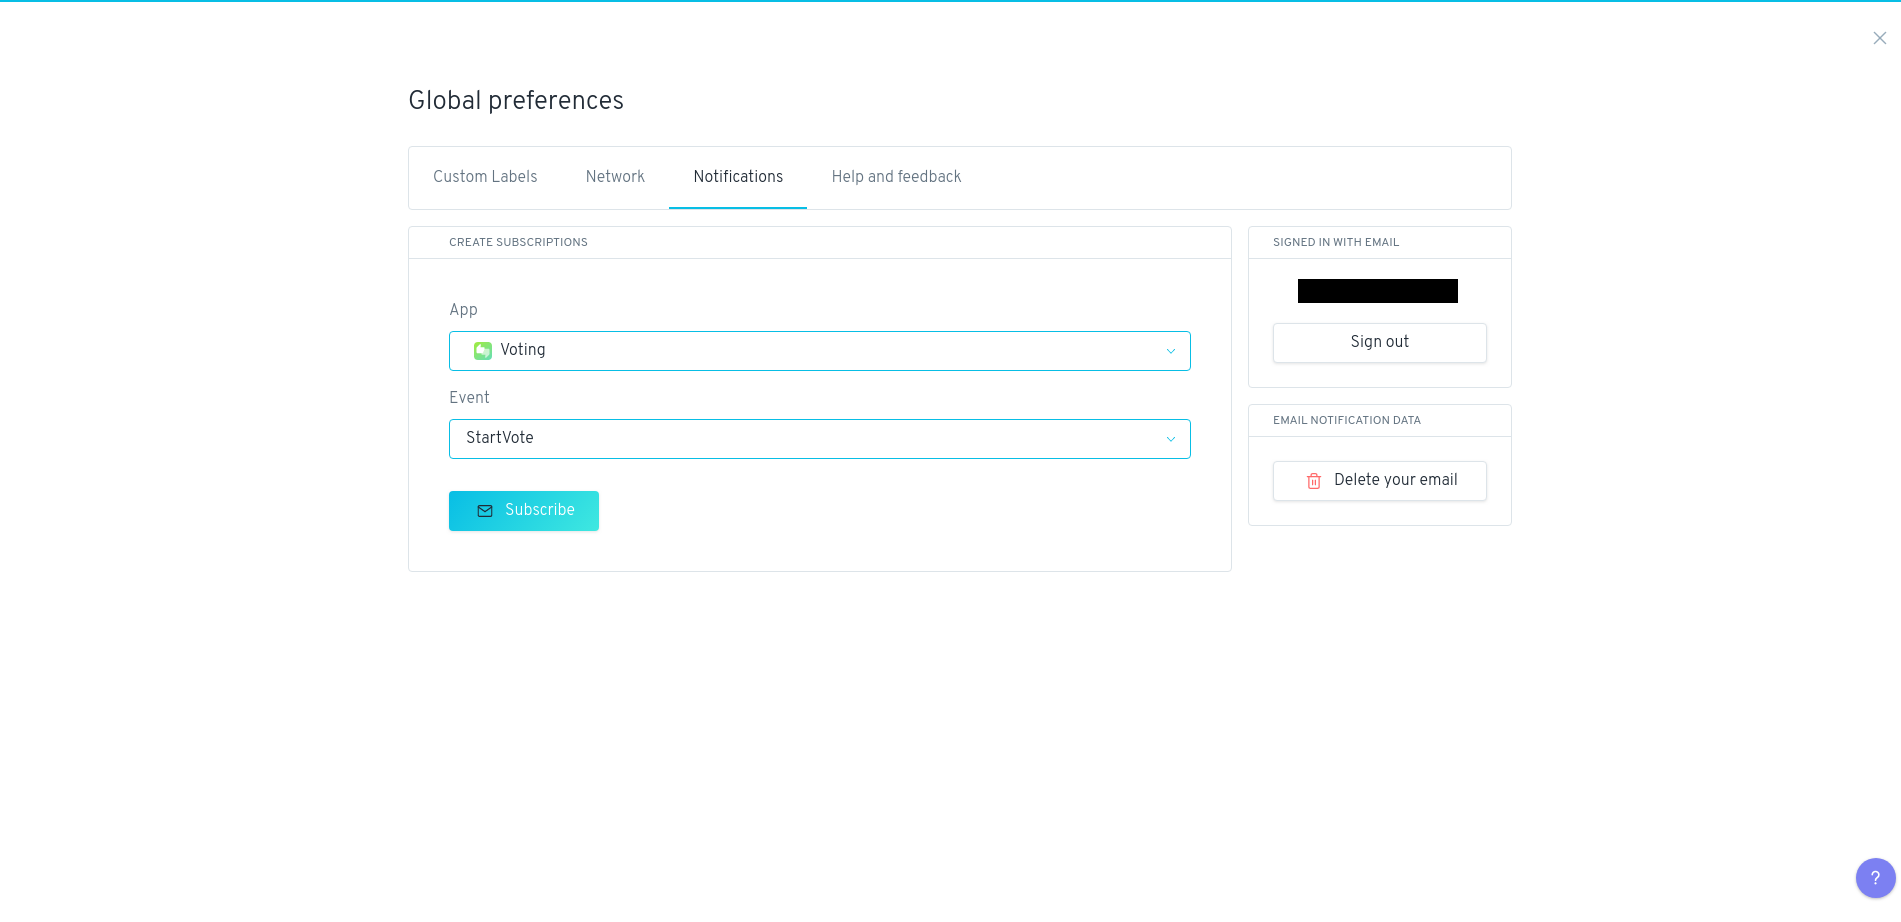 Global preferences
Custom Labels
Network
Notifications
Help and feedback
CREATE SUBSCRIPTIONS
App
Voting
Event
StartVote
Subscribe
SIGNED IN WITH EMAIL
Sign out
EMAIL NOTIFICATION DATA
Delete your email
?